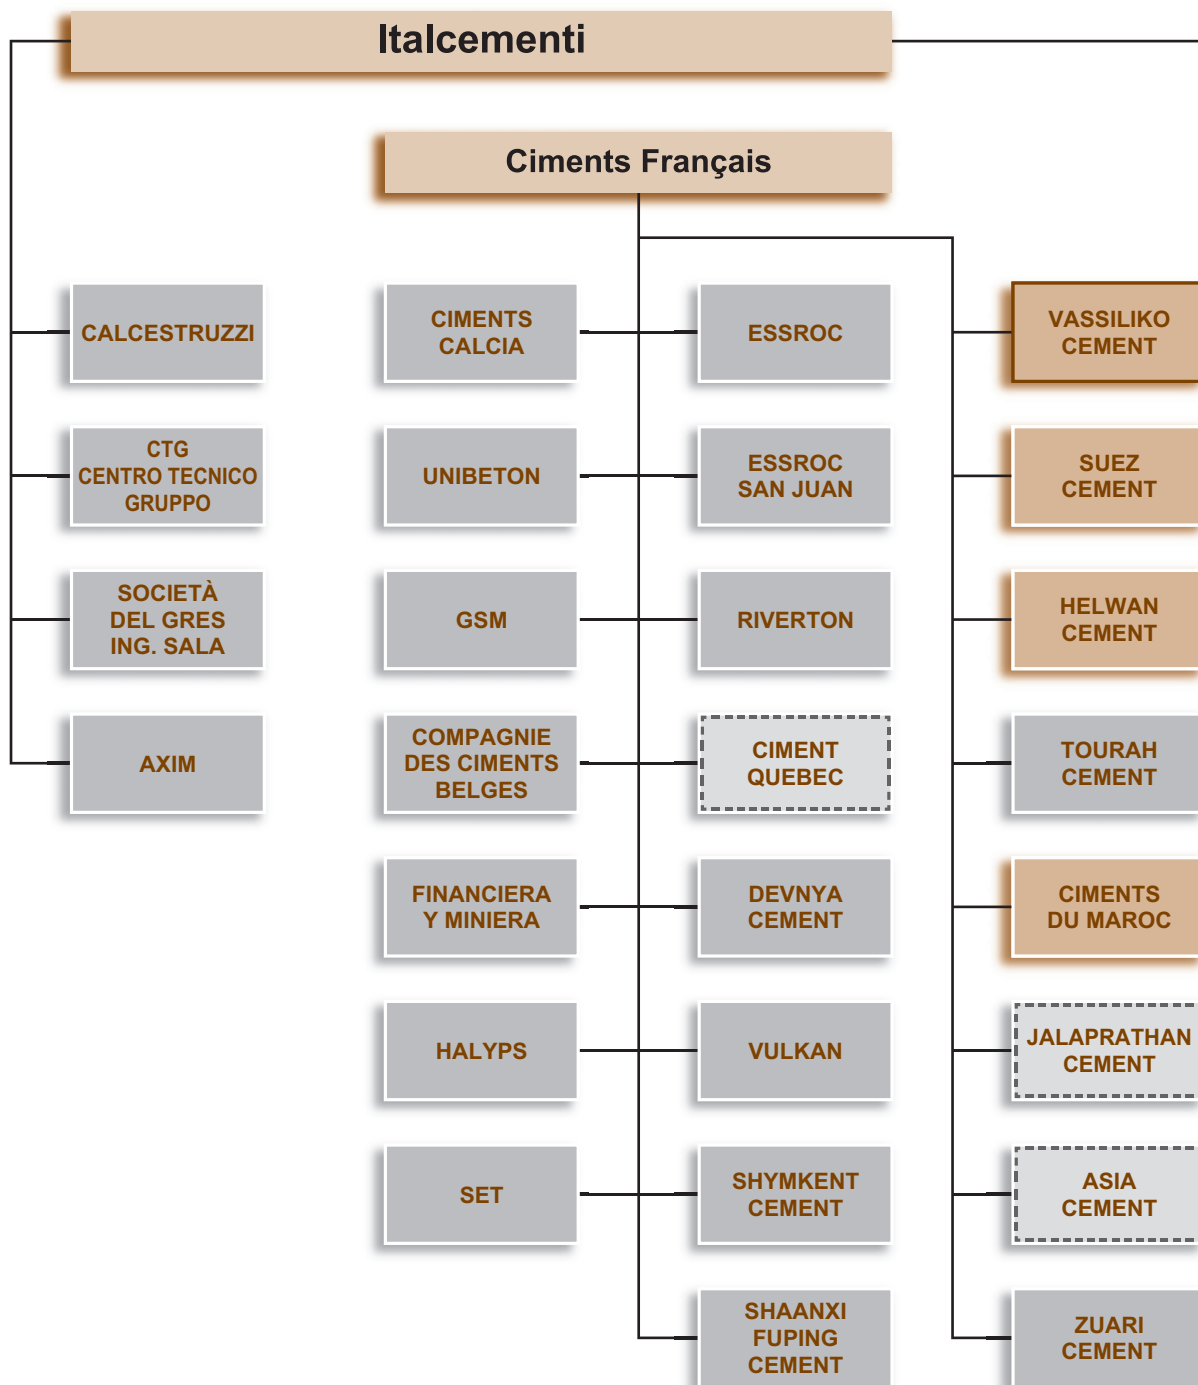 Italcementi
Ciments Français
CALCESTRUZZI
CTG
CENTRO TECNICO
GRUPPO
SOCIETÀ
DEL GRES
ING. SALA
AXIM
CIMENTS
CALCIA
UNIBETON
GSM
COMPAGNIE
DES CIMENTS
BELGES
FINANCIERA
Y MINIERA
HALYPS
SET
ESSROC
ESSROC
SAN JUAN
RIVERTON
CIMENT
QUEBEC
DEVNYA
CEMENT
VULKAN
SHYMKENT
CEMENT
SHAANXI
FUPING
CEMENT
VASSILIKO
CEMENT
SUEZ
CEMENT
HELWAN
CEMENT
TOURAH
CEMENT
CIMENTS
DU MAROC
JALAPRATHAN
CEMENT
ASIA
CEMENT
ZUARI
CEMENT